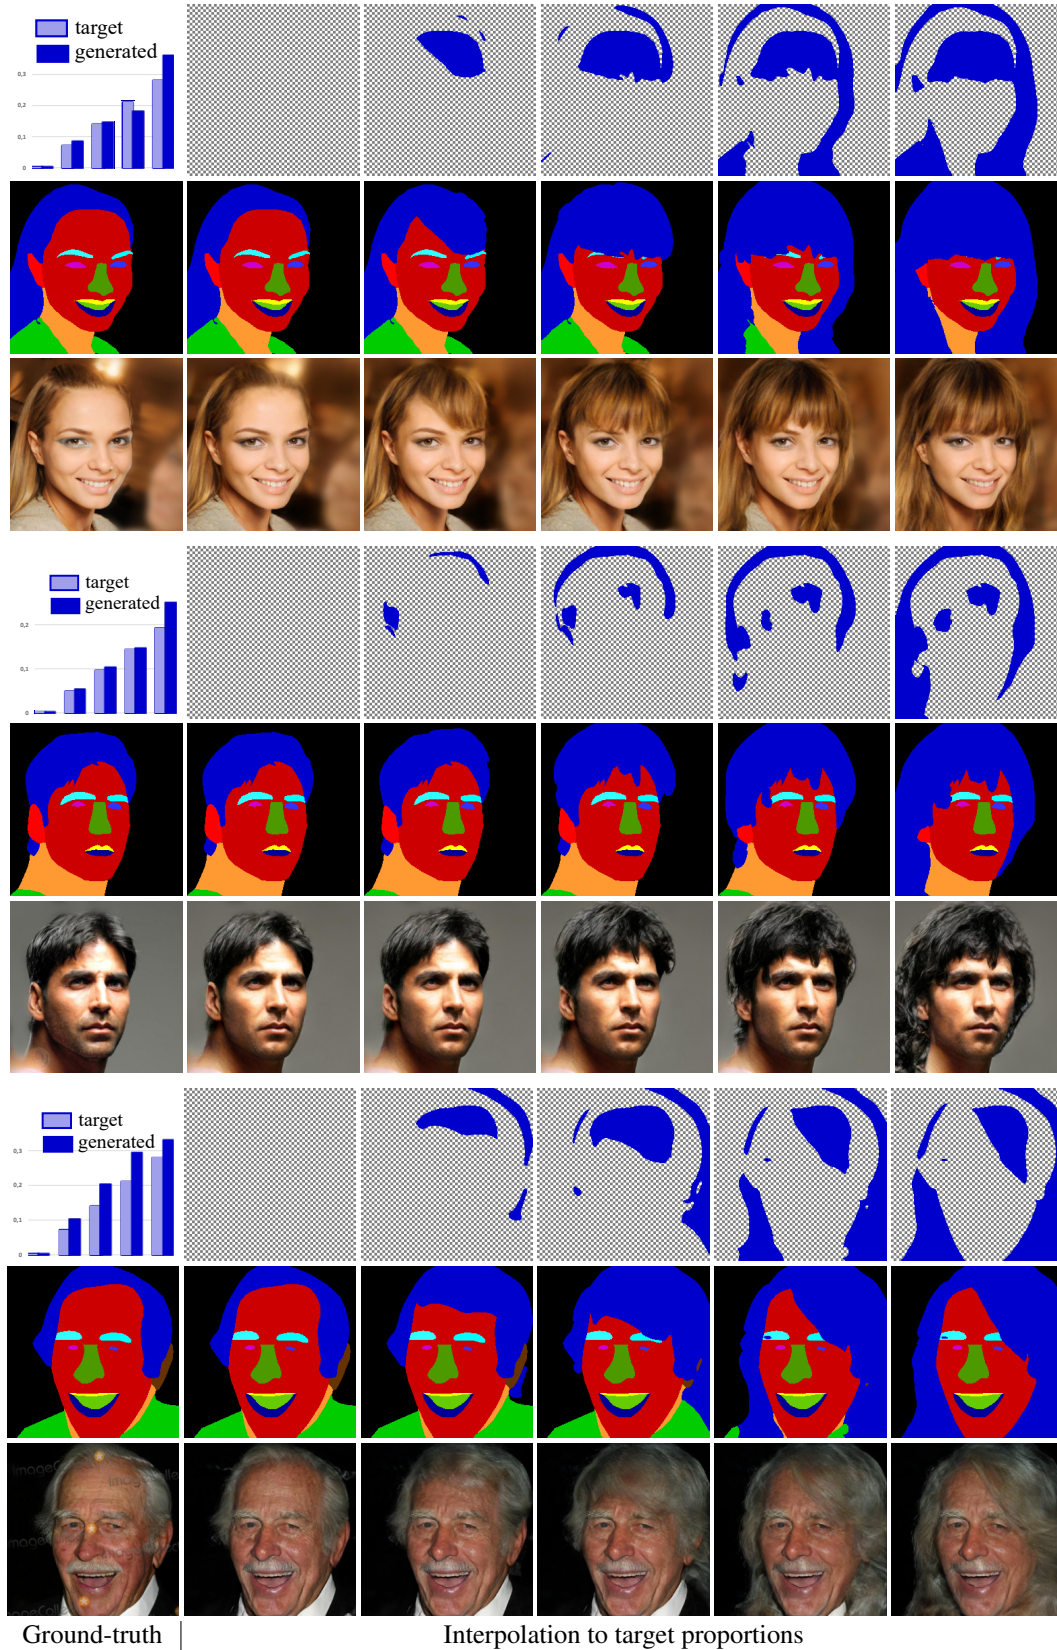 target
generated
0,3
0,2
0,1
0
target
generated
0,2
0,1
0
target
generated
0,3
0,2
0,1
0
Ground-truth
Interpolation to target proportions